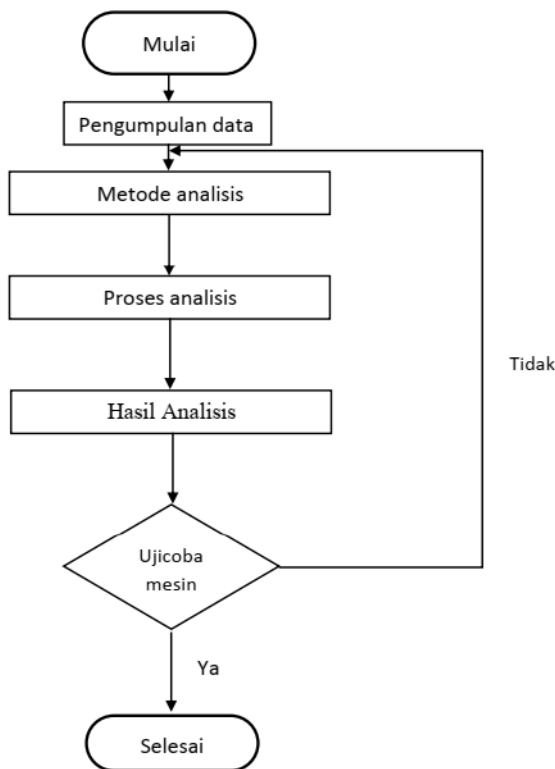 Mulai
Pengumpulan data
Metode analisis
Proses analisis
Tidak
Hasil Analisis
Ujicoba
mesin
Ya
Selesai